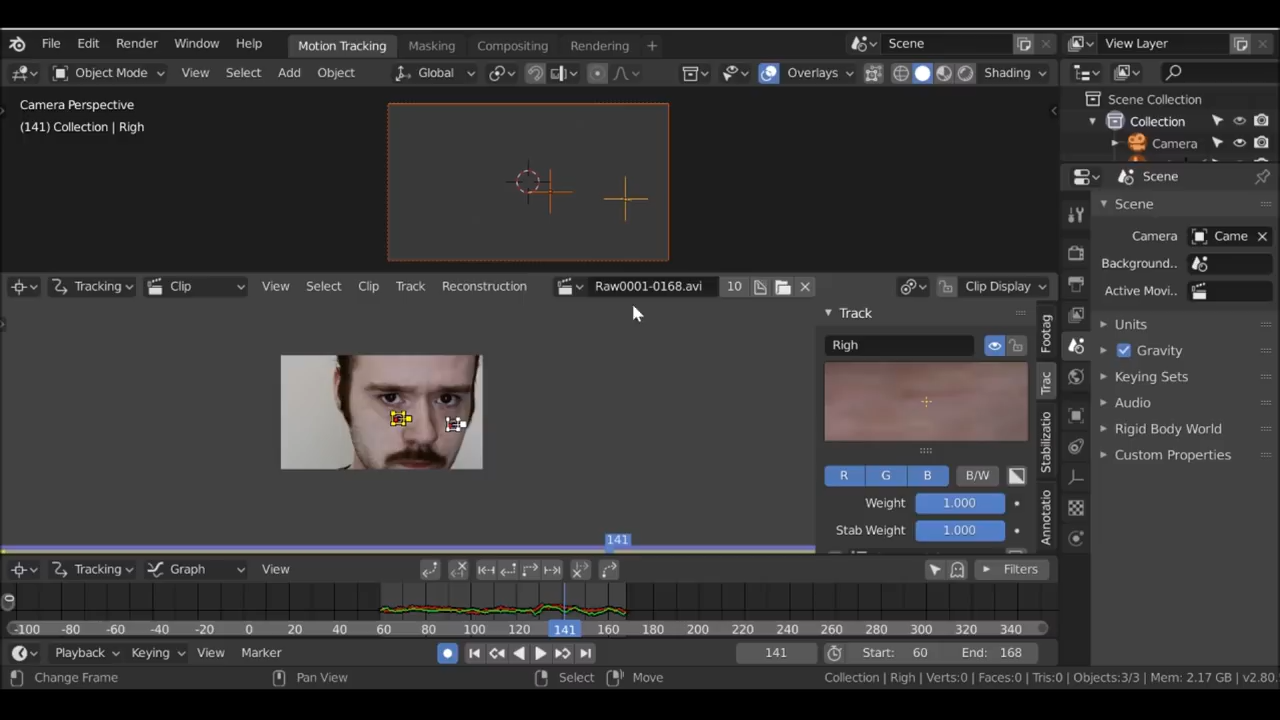 File Edit Render Window Help Motion Tracking Masking Compositing Rendering + Scene View Layer
Object Mode View Select Add Object Global Overlays Shading
Camera Perspective
(141) Collection | Righ
Scene Collection
Collection
Camera
Scene
Scene
Camera Came
Background..
Active Movi..
Units
Gravity
Keying Sets
Audio
Rigid Body World
Custom Properties
Tracking Clip View Select Clip Track Reconstruction Raw0001-0168.avi 10 Clip Display
Track
Righ
R G B B/W
Weight 1.000
Stab Weight 1.000
Footag
Trac
Stabilizatio
Annotatio
141
Tracking Graph View Filters
-100 -80 -60 -40 -20 0 20 40 60 80 100 120 141 160 180 200 220 240 260 280 300 320 340
Playback Keying View Marker 141 Start: 60 End: 168
Change Frame Pan View Select Move Collection | Righ | Verts:0 | Faces:0 | Tris:0 | Objects:3/3 | Mem: 2.17 GB | v2.80.